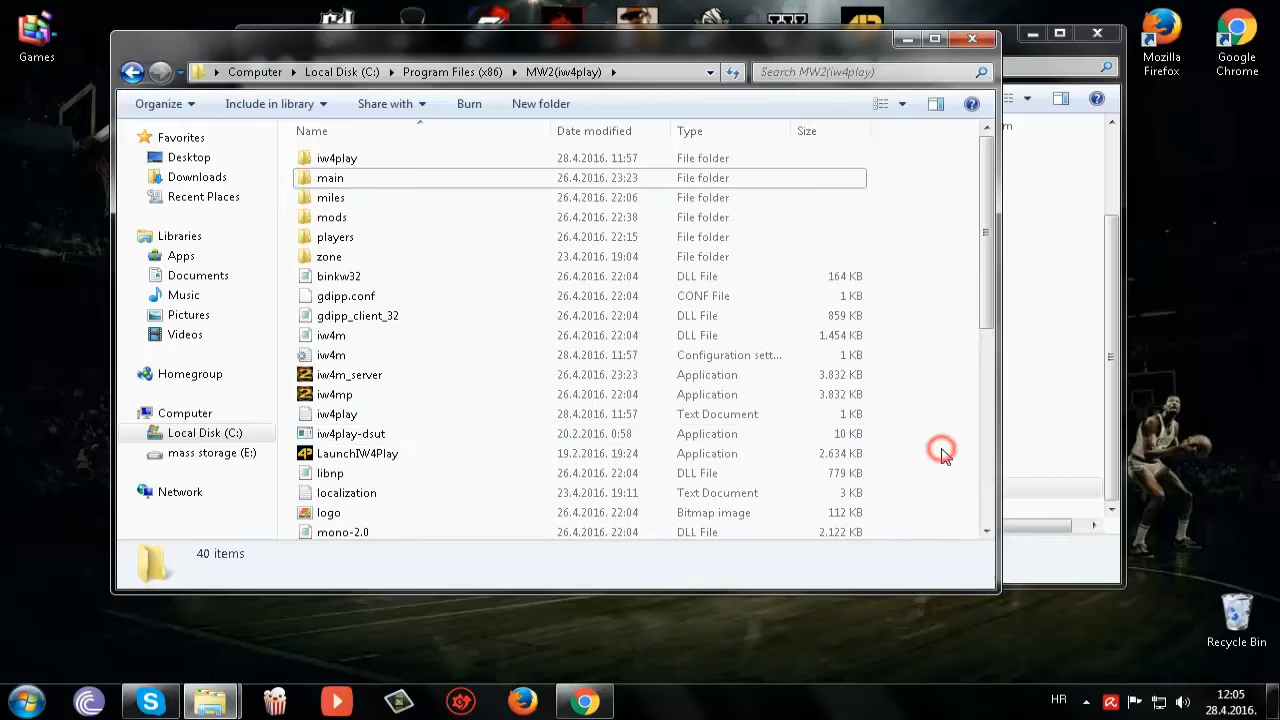 Games
Mozilla
Firefox
Google
Chrome
Computer Local Disk (C:) Program Files (x86) MW2(iw4play) Search MW2(iw4play)
Organize Include in library Share with Burn New folder
Name Date modified Type Size
Favorites
Desktop
Downloads
Recent Places
Libraries
Apps
Documents
Music
Pictures
Videos
Homegroup
Computer
Local Disk (C:)
mass storage (E:)
Network
iw4play 28.4.2016. 11:57 File folder
main 26.4.2016. 23:23 File folder
miles 26.4.2016. 22:06 File folder
mods 26.4.2016. 22:38 File folder
players 26.4.2016. 22:15 File folder
zone 23.4.2016. 19:04 File folder
binkw32 26.4.2016. 22:04 DLL File 164 KB
gdipp.conf 26.4.2016. 22:04 CONF File 1 KB
gdipp_client_32 26.4.2016. 22:04 DLL File 859 KB
iw4m 26.4.2016. 22:04 DLL File 1.454 KB
iw4m 28.4.2016. 11:57 Configuration sett... 1 KB
iw4m_server 26.4.2016. 23:23 Application 3.832 KB
iw4mp 26.4.2016. 22:04 Application 3.832 KB
iw4play 28.4.2016. 11:57 Text Document 1 KB
iw4play-dsut 20.2.2016. 0:58 Application 10 KB
LaunchIW4Play 19.2.2016. 19:24 Application 2.634 KB
libnp 26.4.2016. 22:04 DLL File 779 KB
localization 23.4.2016. 19:11 Text Document 3 KB
logo 26.4.2016. 22:04 Bitmap image 112 KB
mono-2.0 26.4.2016. 22:04 DLL File 2.122 KB
40 items
Recycle Bin
HR
12:05
28.4.2016.